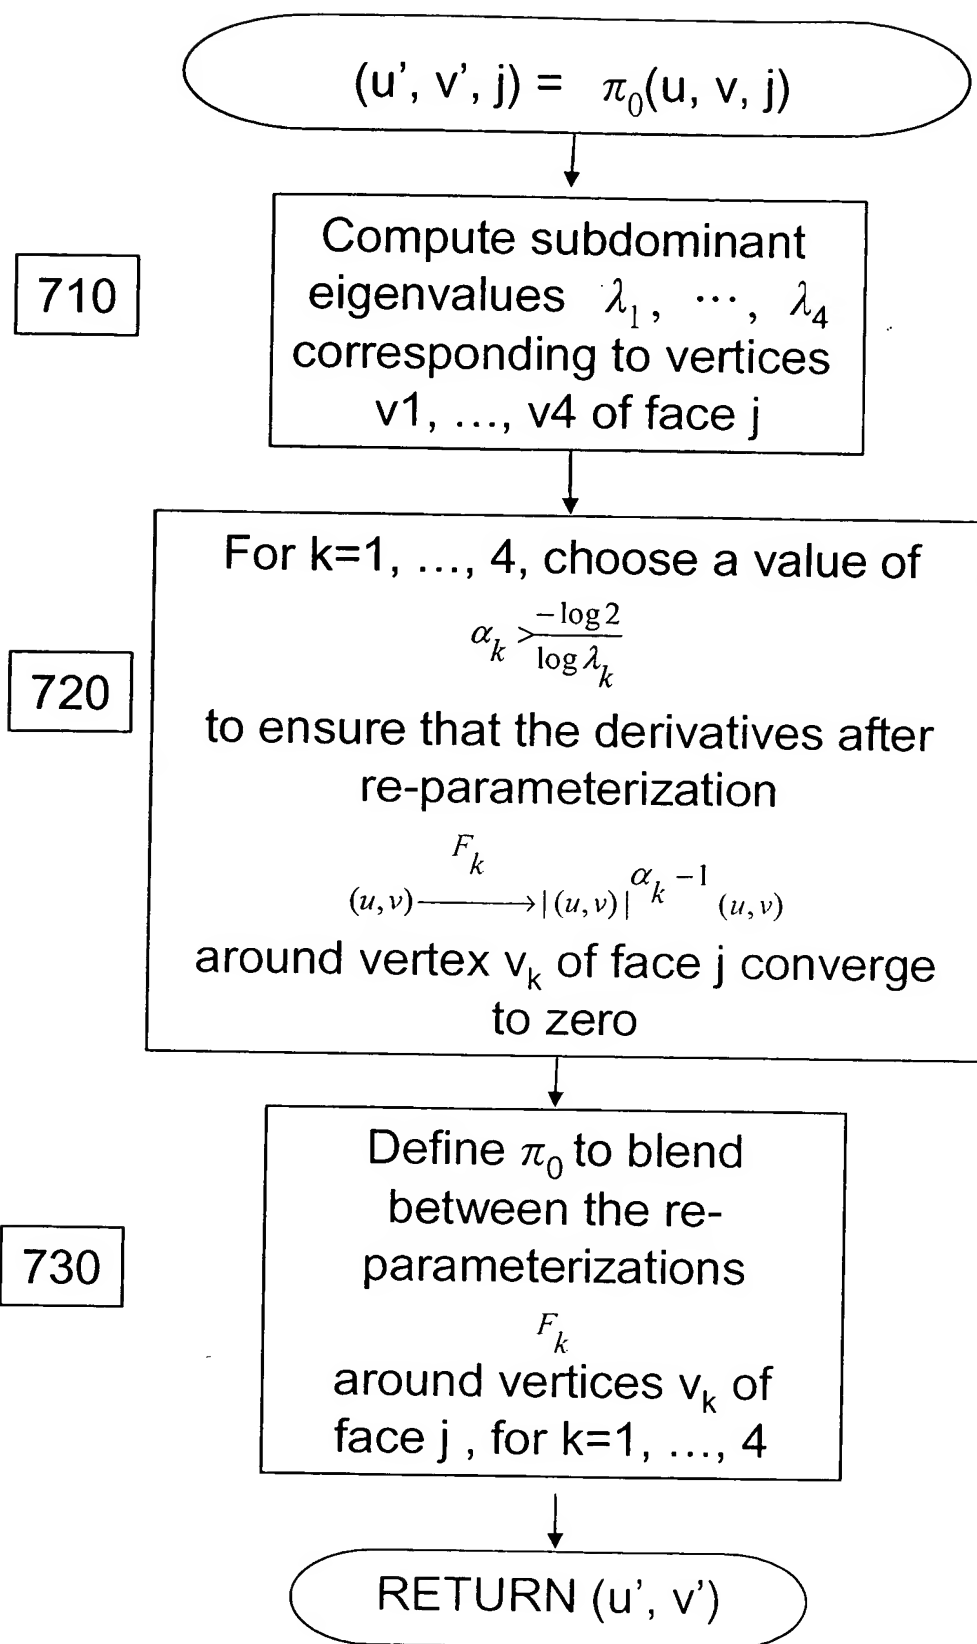 (u’, v’, j) = π₀(u, v, j)
710
Compute subdominant
eigenvalues λ₁, ⋯, λ₄
corresponding to vertices
v1, ..., v4 of face j
720
For k=1, ..., 4, choose a value of
αₖ > −log 2 / log λₖ
to ensure that the derivatives after
re-parameterization
(u,v) —Fₖ→ |(u,v)|^(αₖ −1) (u,v)
around vertex vₖ of face j converge
to zero
730
Define π₀ to blend
between the re-
parameterizations
Fₖ
around vertices vₖ of
face j , for k=1, ..., 4
RETURN (u’, v’)